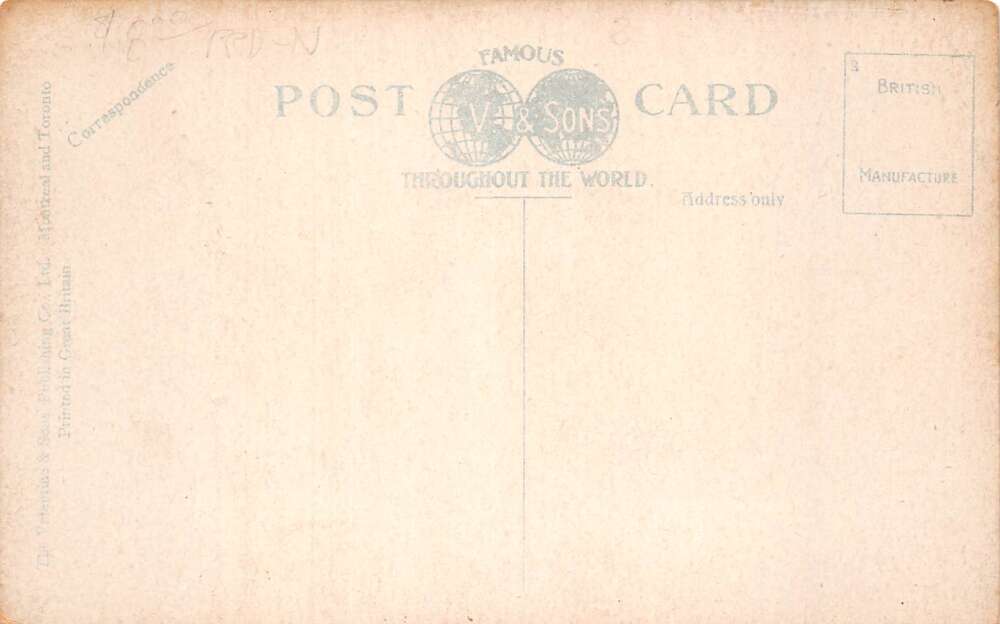 Correspondence
FAMOUS
POST CARD
V & SONS
THROUGHOUT THE WORLD.
Address only
B
BRITISH
MANUFACTURE
The Valentine & Sons' Publishing Co., Ltd. Montreal and Toronto
Printed in Great Britain